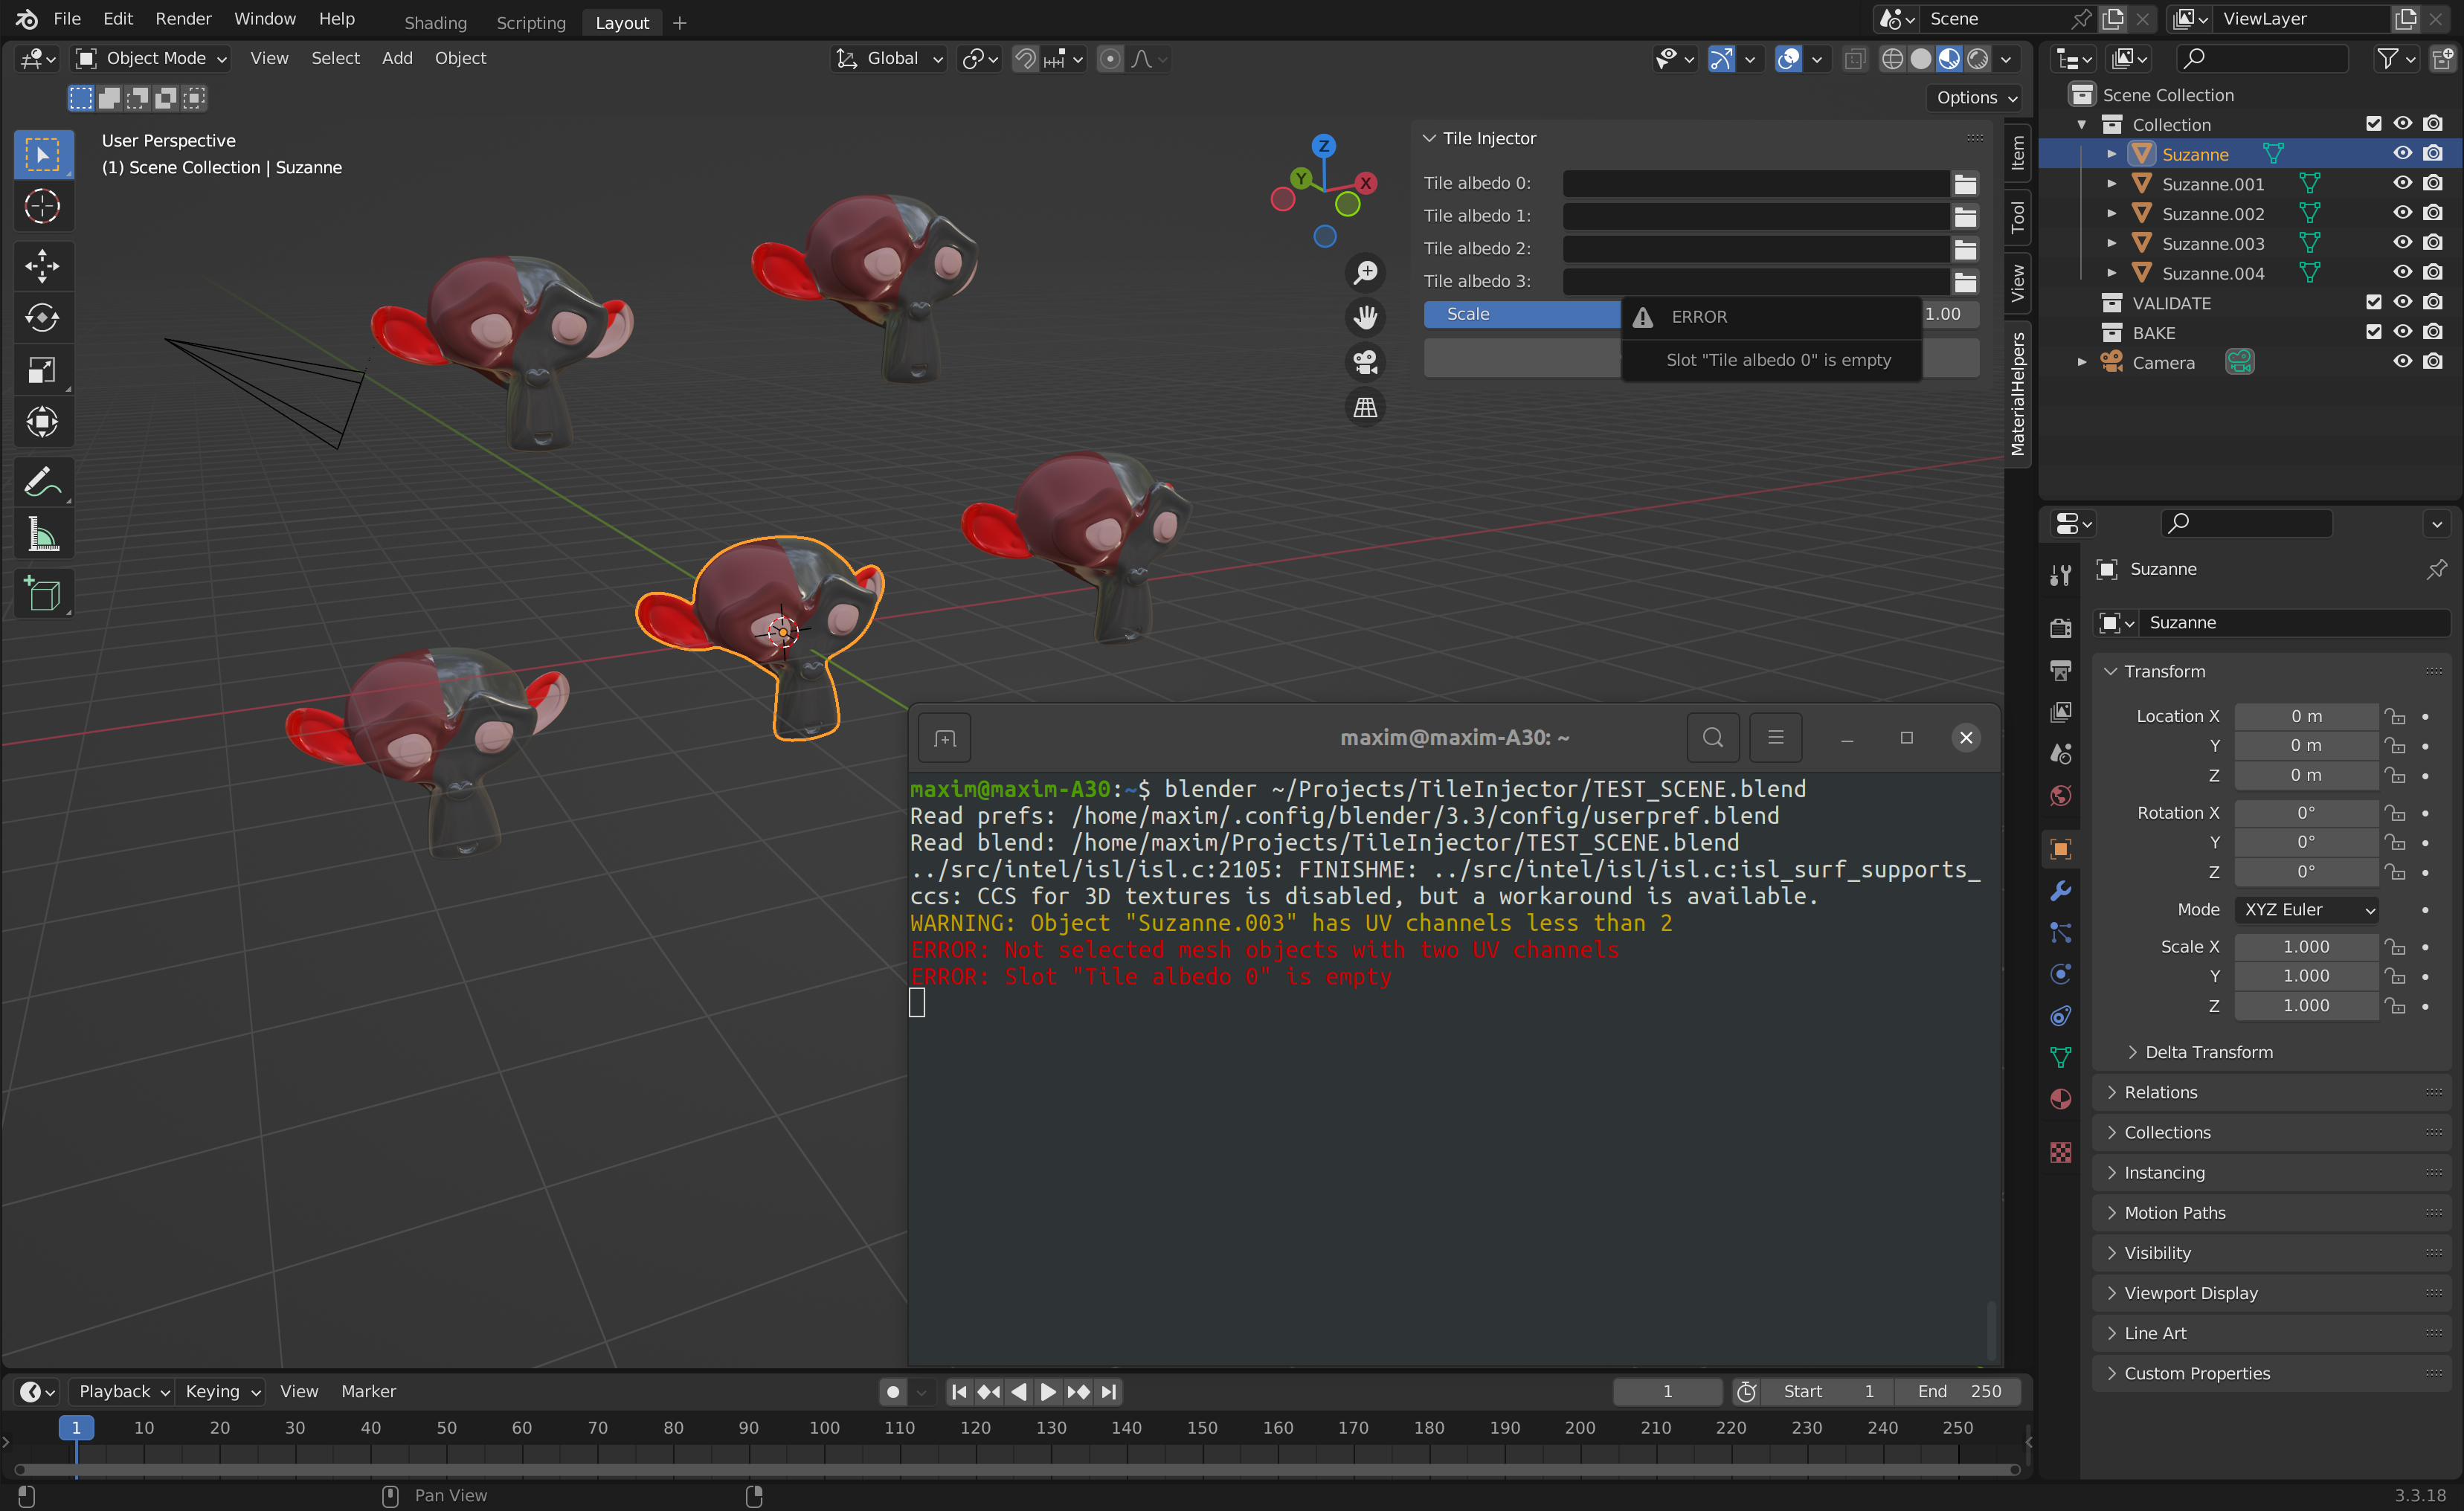 File Edit Render Window Help Shading Scripting Layout Scene ViewLayer
Object Mode View Select Add Object Global
Options
User Perspective
(1) Scene Collection | Suzanne
Z
Y
X
Tile Injector
Tile albedo 0:
Tile albedo 1:
Tile albedo 2:
Tile albedo 3:
Scale 1.00
ERROR
Slot "Tile albedo 0" is empty
Item
Tool
View
MaterialHelpers
Scene Collection
Collection
Suzanne
Suzanne.001
Suzanne.002
Suzanne.003
Suzanne.004
VALIDATE
BAKE
Camera
Suzanne
Suzanne
Transform
Location X 0 m
Y 0 m
Z 0 m
Rotation X 0°
Y 0°
Z 0°
Mode XYZ Euler
Scale X 1.000
Y 1.000
Z 1.000
Delta Transform
Relations
Collections
Instancing
Motion Paths
Visibility
Viewport Display
Line Art
Custom Properties
maxim@maxim-A30: ~
maxim@maxim-A30:~$ blender ~/Projects/TileInjector/TEST_SCENE.blend
Read prefs: /home/maxim/.config/blender/3.3/config/userpref.blend
Read blend: /home/maxim/Projects/TileInjector/TEST_SCENE.blend
../src/intel/isl/isl.c:2105: FINISHME: ../src/intel/isl/isl.c:isl_surf_supports_
ccs: CCS for 3D textures is disabled, but a workaround is available.
WARNING: Object "Suzanne.003" has UV channels less than 2
ERROR: Not selected mesh objects with two UV channels
ERROR: Slot "Tile albedo 0" is empty
Playback Keying View Marker 1 Start 1 End 250
1 10 20 30 40 50 60 70 80 90 100 110 120 130 140 150 160 170 180 190 200 210 220 230 240 250
Pan View 3.3.18